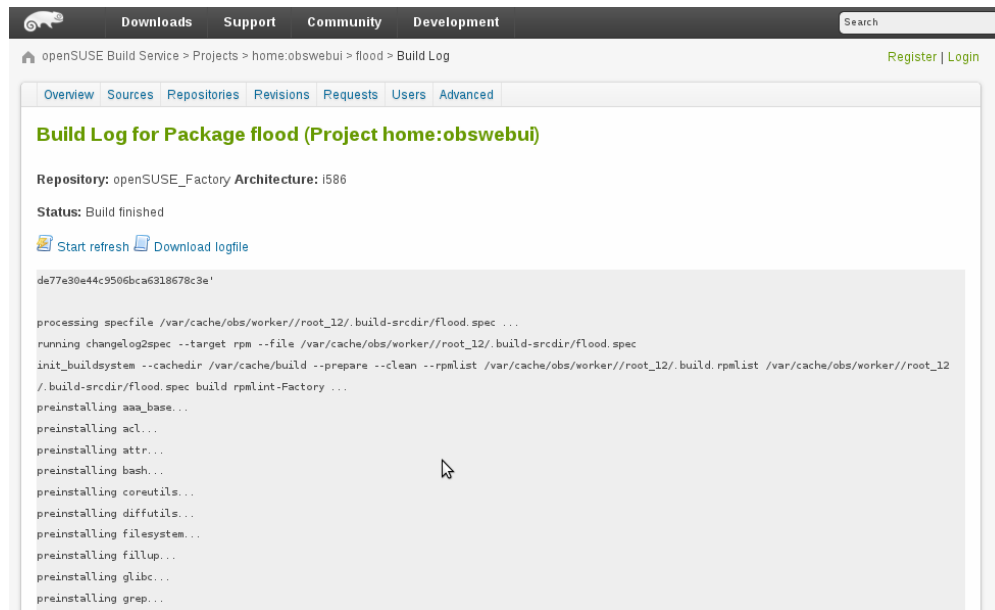 Downloads Support Community Development Search
openSUSE Build Service > Projects > home:obswebui > flood > Build Log Register | Login
Overview Sources Repositories Revisions Requests Users Advanced
Build Log for Package flood (Project home:obswebui)
Repository: openSUSE_Factory Architecture: i586
Status: Build finished
Start refresh Download logfile
de77e30e44c9506bca6318678c3e'
processing specfile /var/cache/obs/worker//root_12/.build-srcdir/flood.spec ...
running changelog2spec --target rpm --file /var/cache/obs/worker//root_12/.build-srcdir/flood.spec
init_buildsystem --cachedir /var/cache/build --prepare --clean --rpmlist /var/cache/obs/worker//root_12/.build.rpmlist /var/cache/obs/worker//root_12
/.build-srcdir/flood.spec build rpmlint-Factory ...
preinstalling aaa_base...
preinstalling acl...
preinstalling attr...
preinstalling bash...
preinstalling coreutils...
preinstalling diffutils...
preinstalling filesystem...
preinstalling fillup...
preinstalling glibc...
preinstalling grep...